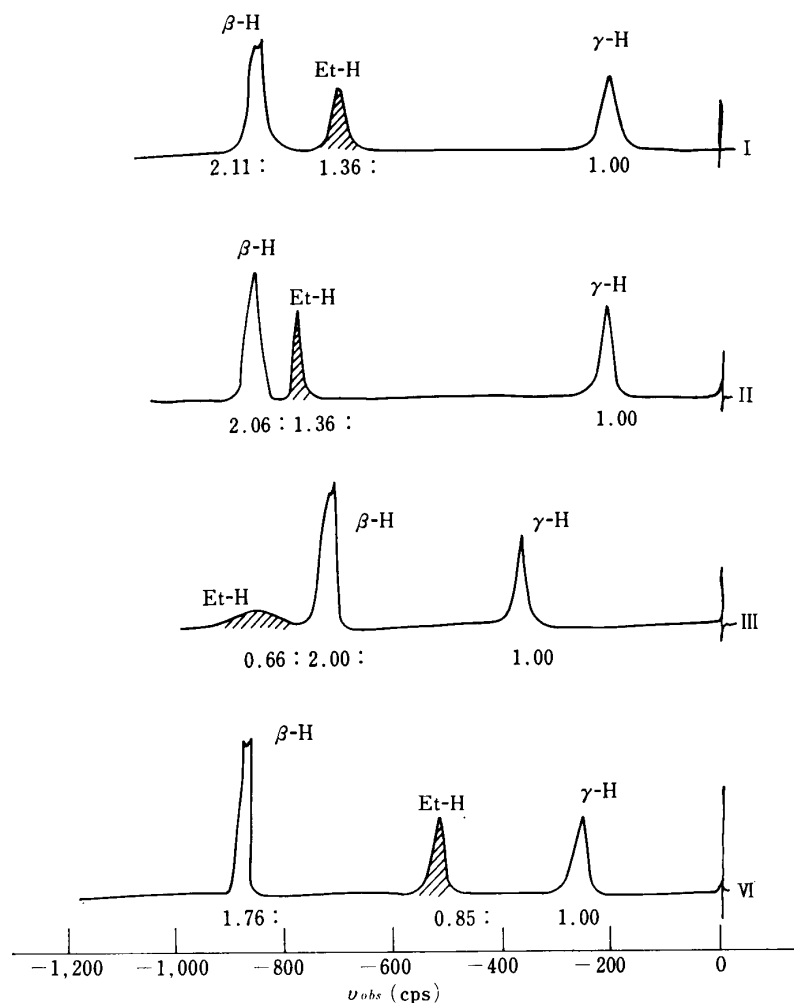 β-H
Et-H
γ-H
I
2.11 : 1.36 : 1.00
β-H
Et-H
γ-H
II
2.06 : 1.36 : 1.00
β-H
γ-H
Et-H
III
0.66 : 2.00 : 1.00
β-H
Et-H
γ-H
VI
1.76 : 0.85 : 1.00
−1,200 −1,000 −800 −600 −400 −200 0
υobs (cps)